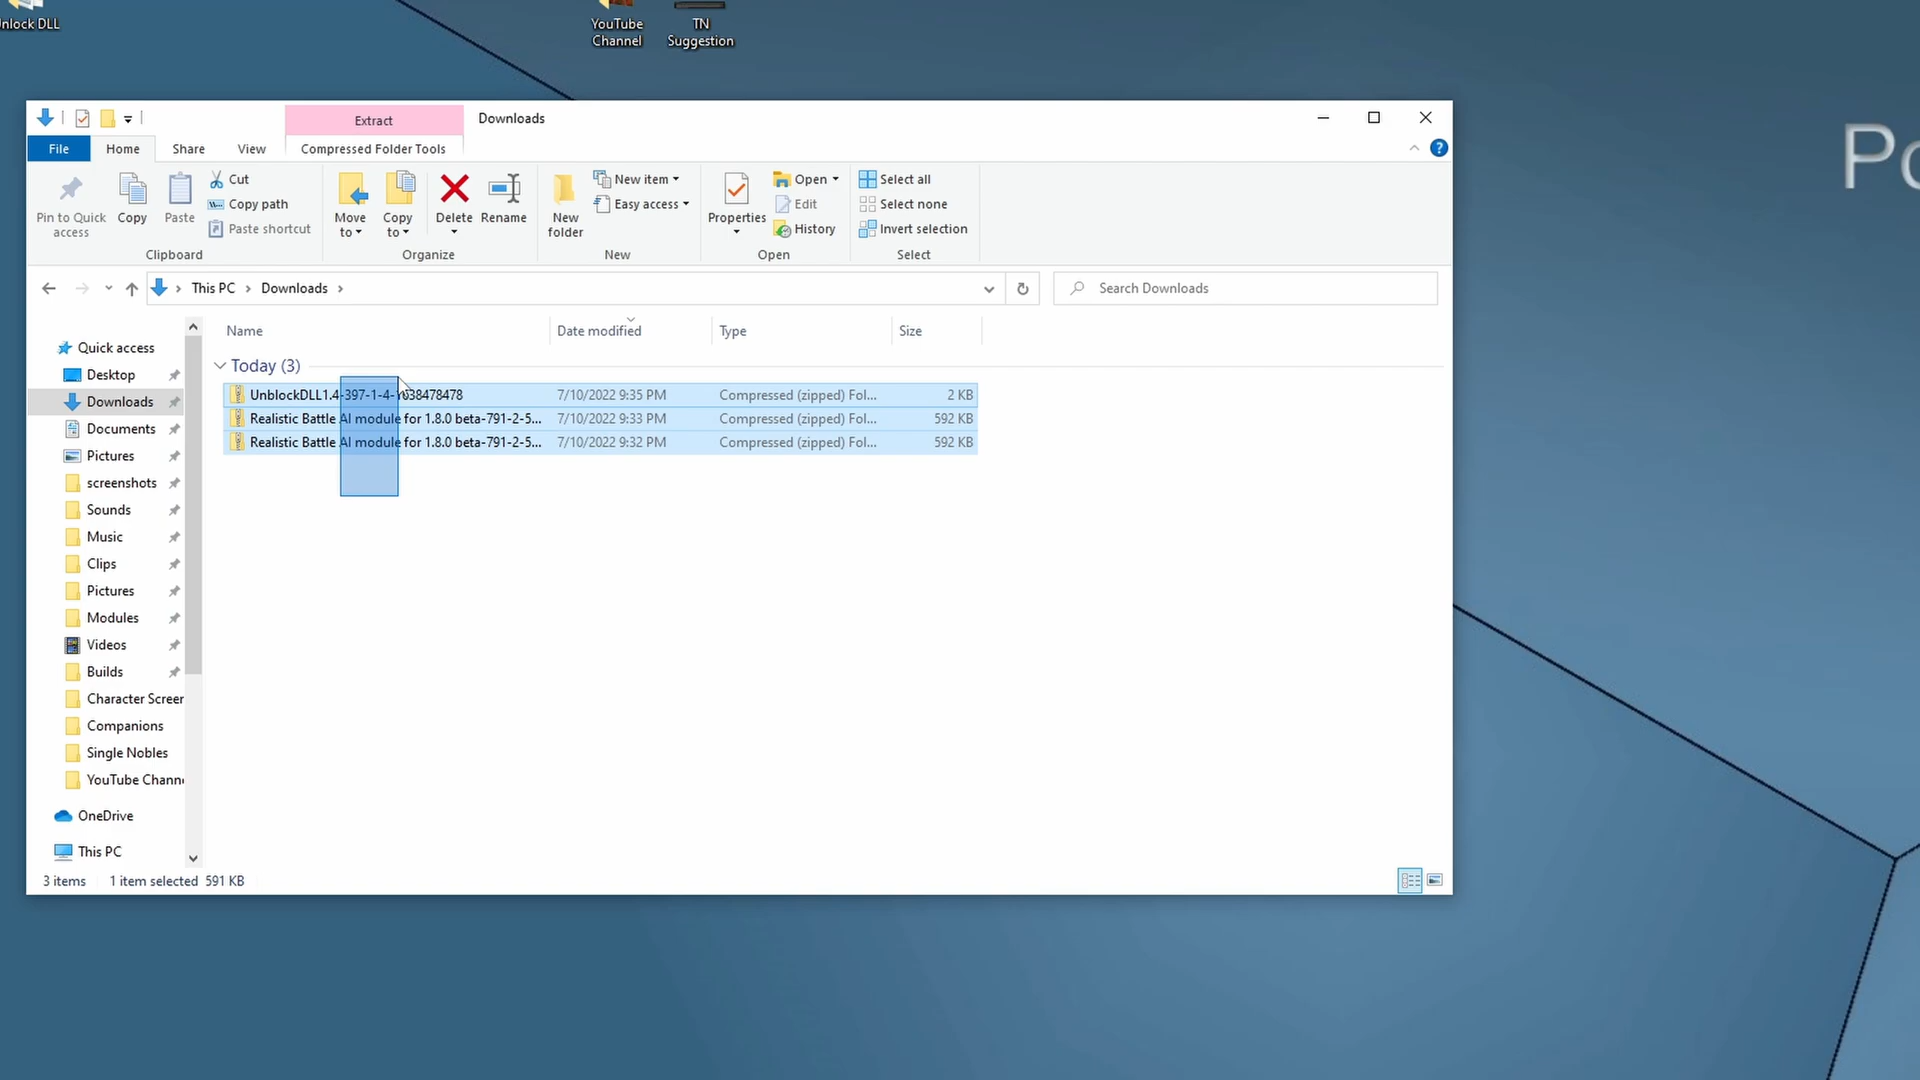 nlock DLL
YouTube
Channel
TN
Suggestion
Po
Extract
Downloads
File
Home
Share
View
Compressed Folder Tools
Pin to Quick
access
Copy
Paste
Cut
Copy path
Paste shortcut
Clipboard
Move
to
Copy
to
Delete
Rename
Organize
New
folder
New item
Easy access
New
Properties
Open
Edit
History
Open
Select all
Select none
Invert selection
Select
This PC
Downloads
Search Downloads
Name
Date modified
Type
Size
Today (3)
UnblockDLL1.4-397-1-4-1638478478 7/10/2022 9:35 PM Compressed (zipped) Fol... 2 KB
Realistic Battle AI module for 1.8.0 beta-791-2-5... 7/10/2022 9:33 PM Compressed (zipped) Fol... 592 KB
Realistic Battle AI module for 1.8.0 beta-791-2-5... 7/10/2022 9:32 PM Compressed (zipped) Fol... 592 KB
Quick access
Desktop
Downloads
Documents
Pictures
screenshots
Sounds
Music
Clips
Pictures
Modules
Videos
Builds
Character Screer
Companions
Single Nobles
YouTube Channe
OneDrive
This PC
3 items 1 item selected 591 KB